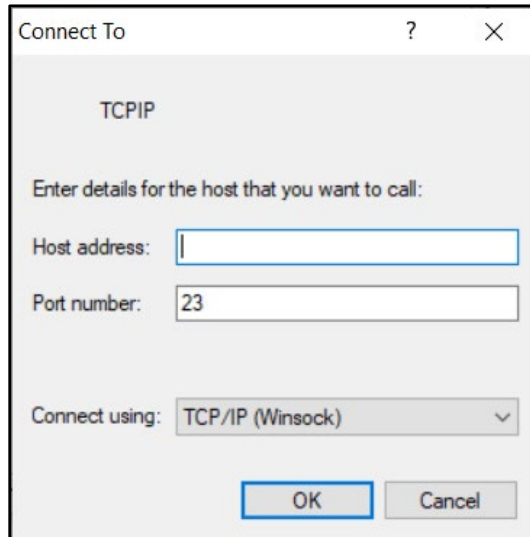 Connect To ?
TCPIP
Enter details for the host that you want to call:
Host address:
Port number: 23
Connect using: TCP/IP (Winsock)
OK Cancel